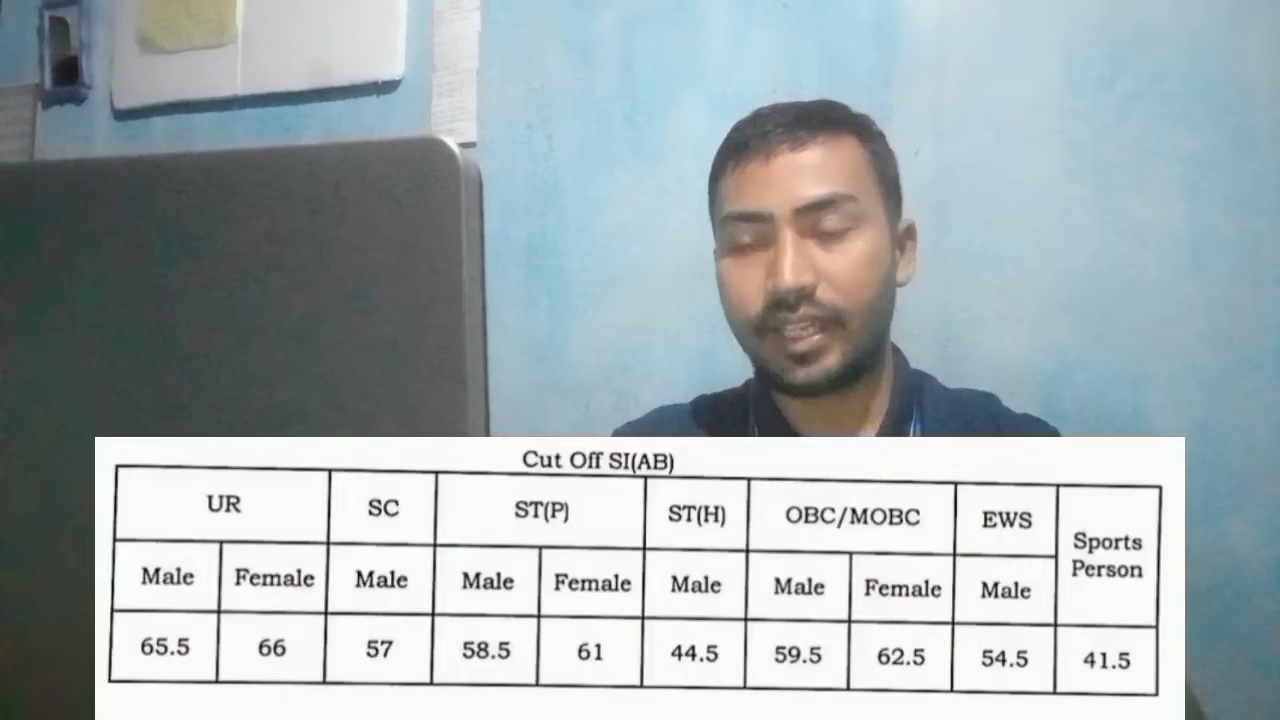 Cut Off SI(AB)
UR SC ST(P) ST(H) OBC/MOBC EWS Sports Person
Male Female Male Male Female Male Male Female Male
65.5 66 57 58.5 61 44.5 59.5 62.5 54.5 41.5